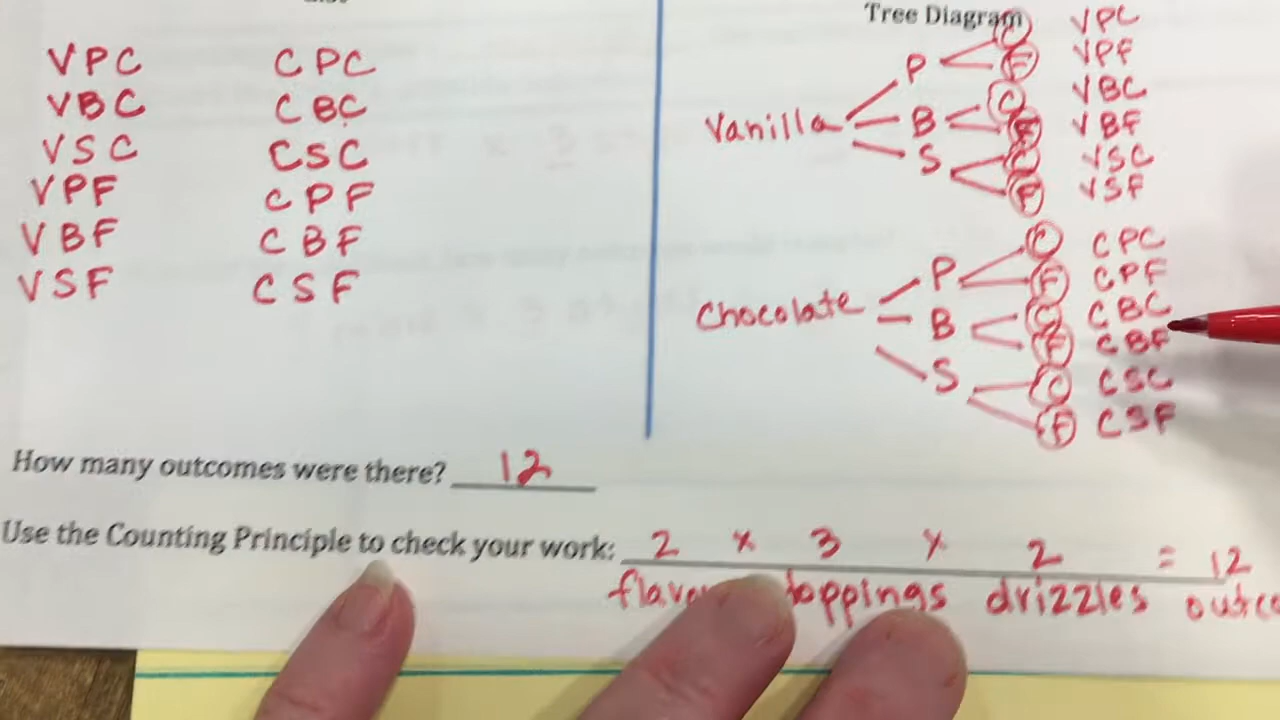 VPC CPC
VBC CBC
VSC CSC
VPF CPF
VBF CBF
VSF CSF
Tree Diagram
Vanilla
P
B
S
C
F
C
F
C
F
VPC
VPF
VBC
VBF
VSC
VSF
Chocolate
P
B
S
C
F
C
F
C
F
CPC
CPF
CBC
CBF
CSC
CSF
How many outcomes were there? 12
Use the Counting Principle to check your work: 2 x 3 x 2 = 12
toppings drizzles